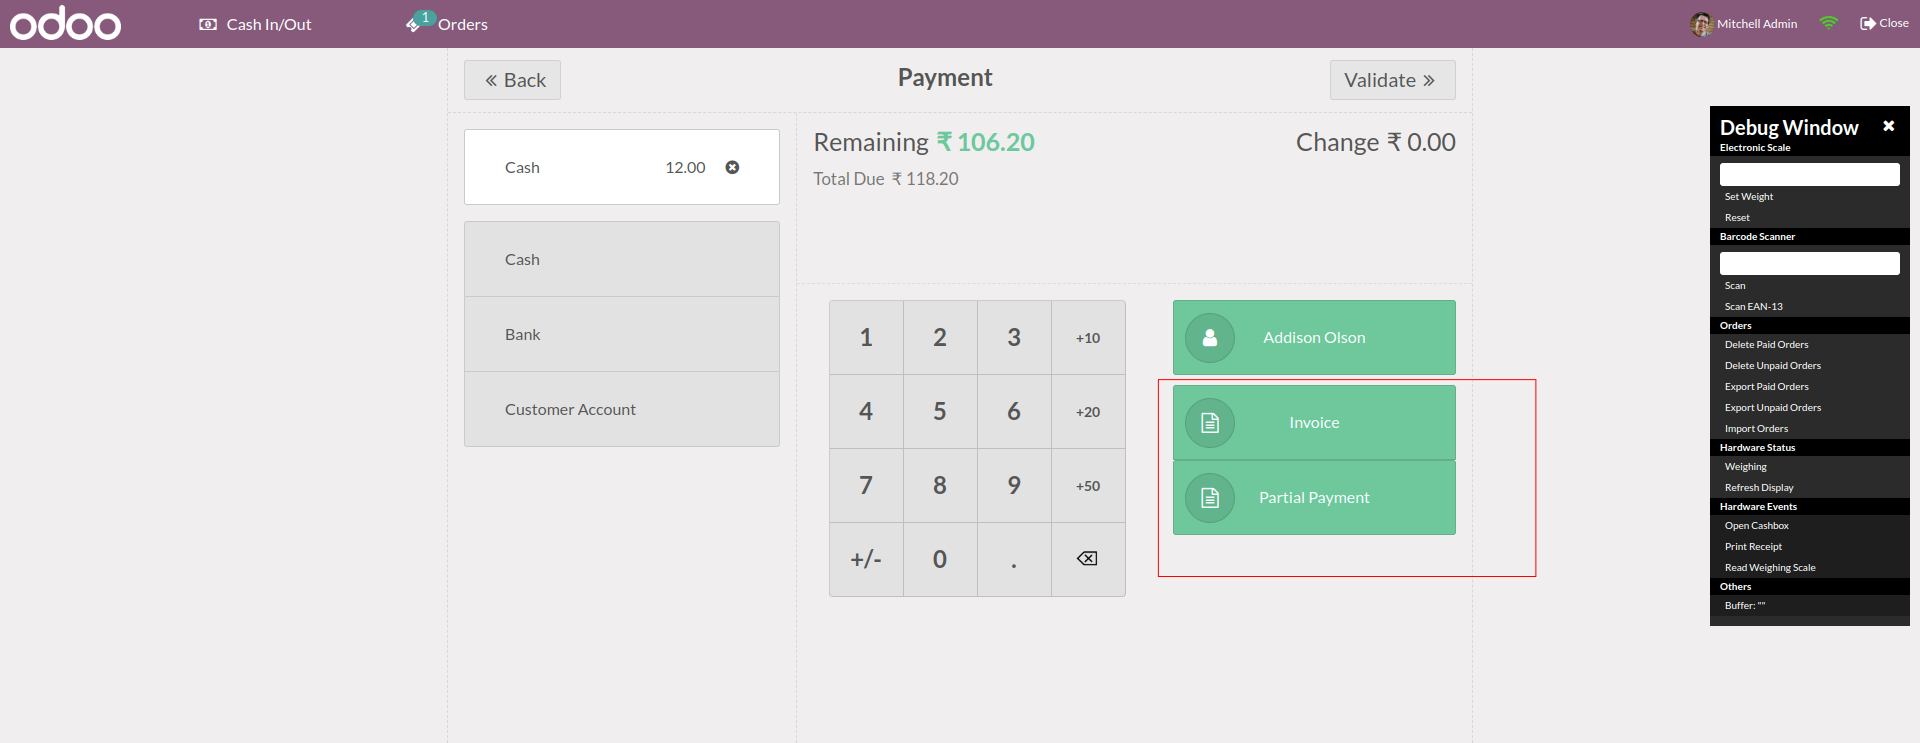 odoo
Cash In/Out
1
Orders
Mitchell Admin
Close
Back
Payment
Validate
Cash 12.00
Cash
Bank
Customer Account
Remaining ₹ 106.20
Change ₹ 0.00
Total Due ₹ 118.20
1 2 3 +10
4 5 6 +20
7 8 9 +50
+/- 0 .
Addison Olson
Invoice
Partial Payment
Debug Window
Electronic Scale
Set Weight
Reset
Barcode Scanner
Scan
Scan EAN-13
Orders
Delete Paid Orders
Delete Unpaid Orders
Export Paid Orders
Export Unpaid Orders
Import Orders
Hardware Status
Weighing
Refresh Display
Hardware Events
Open Cashbox
Print Receipt
Read Weighing Scale
Others
Buffer: ""